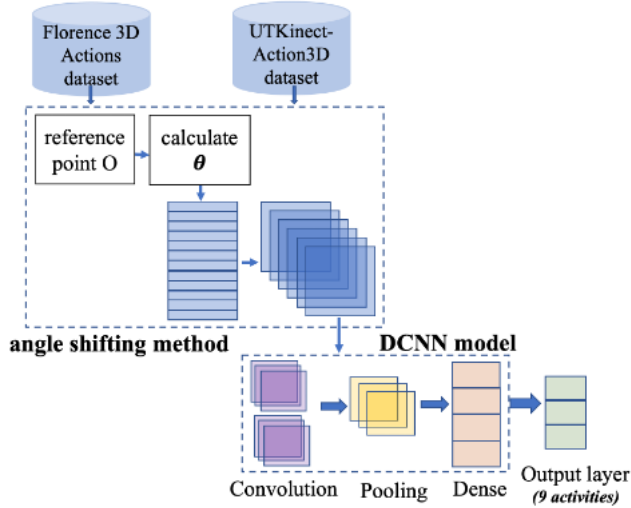 Florence 3D
Actions
dataset
UTKinect-
Action3D
dataset
reference
point O
calculate
θ
angle shifting method
DCNN model
Convolution
Pooling
Dense
Output layer
(9 activities)